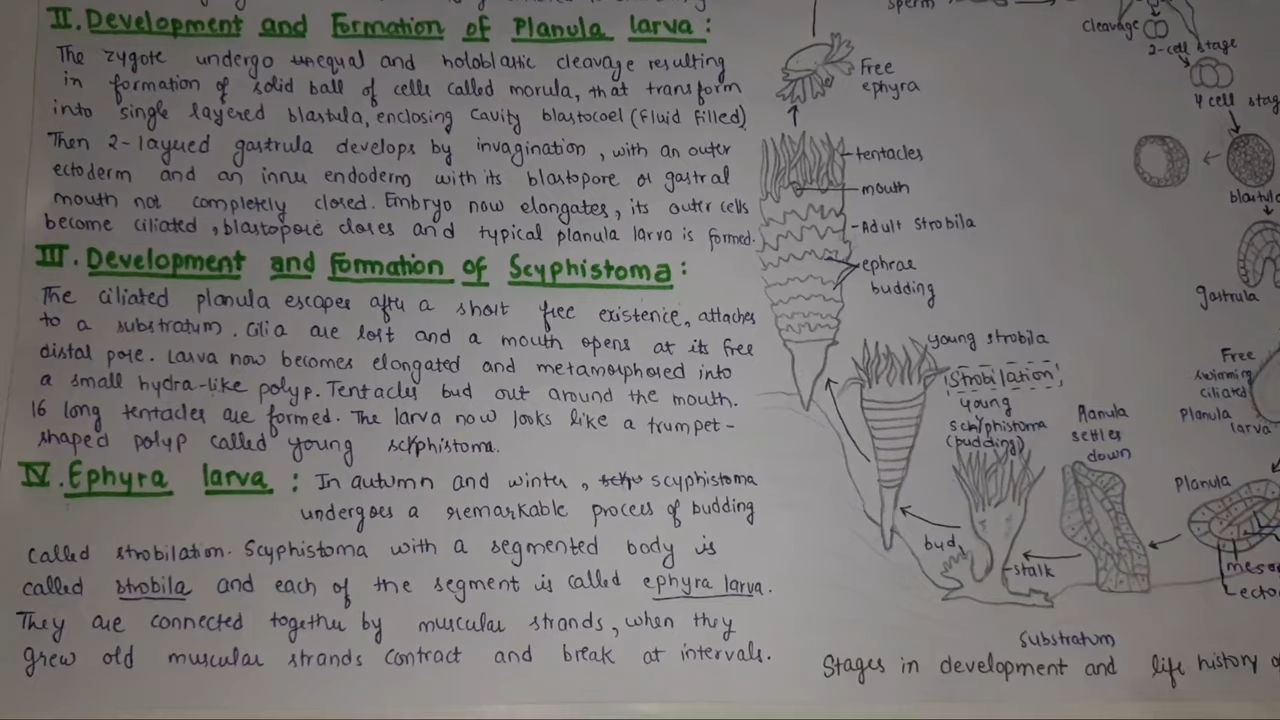 II. Development and Formation of Planula larva :
The zygote undergo unequal and holoblastic cleavage resulting
in formation of solid ball of cells called morula, that transform
into single layered blastula, enclosing cavity blastocoel (fluid filled)
Then 2-layued gastrula develops by invagination, with an outer
ectoderm and an innu endoderm with its blastopore or gastral
mouth not completely closed. Embryo now elongates, its outer cells
become ciliated, blastopore closes and typical planula larva is formed.
III. Development and Formation of Scyphistoma :
The ciliated planula escapes aftu a short free existence, attaches
to a substratum. Cilia are lost and a mouth opens at its free
distal pole. Larva now becomes elongated and metamorphosed into
a small hydra-like polyp. Tentacles bud out around the mouth.
16 long tentacles are formed. The larva now looks like a trumpet-
shaped polyp called young scyphistoma.
IV. Ephyra larva : In autumn and winter, scyphistoma
undergoes a remarkable process of budding
called strobilation. Scyphistoma with a segmented body is
called strobila and each of the segment is called ephyra larva.
They are connected together by muscular strands, when they
grew old muscular strands contract and break at intervals.
sperm
cleavage
2-cell stage
4 cell stag
Free
ephyra
tentacles
mouth
Adult strobila
ephrae
budding
blastule
gastrula
young strobila
Strobilation
young
scyphistoma
(budding)
Planula
settles
down
Free
swimming
ciliated
Planula
larva
Planula
bud
stalk
meso
ecto
Substratum
Stages in development and life history o